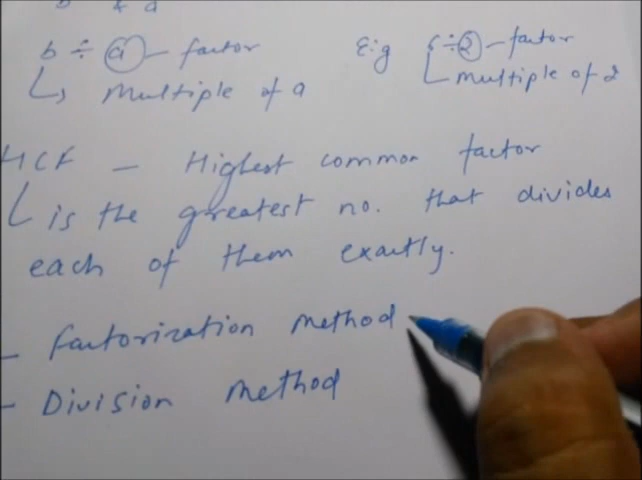 b ÷ a — factor E.g 6 ÷ 2 — factor
↳ Multiple of a Multiple of 2
HCF — Highest common factor
is the greatest no. that divides
each of them exactly.
- Factorization Method
- Division Method